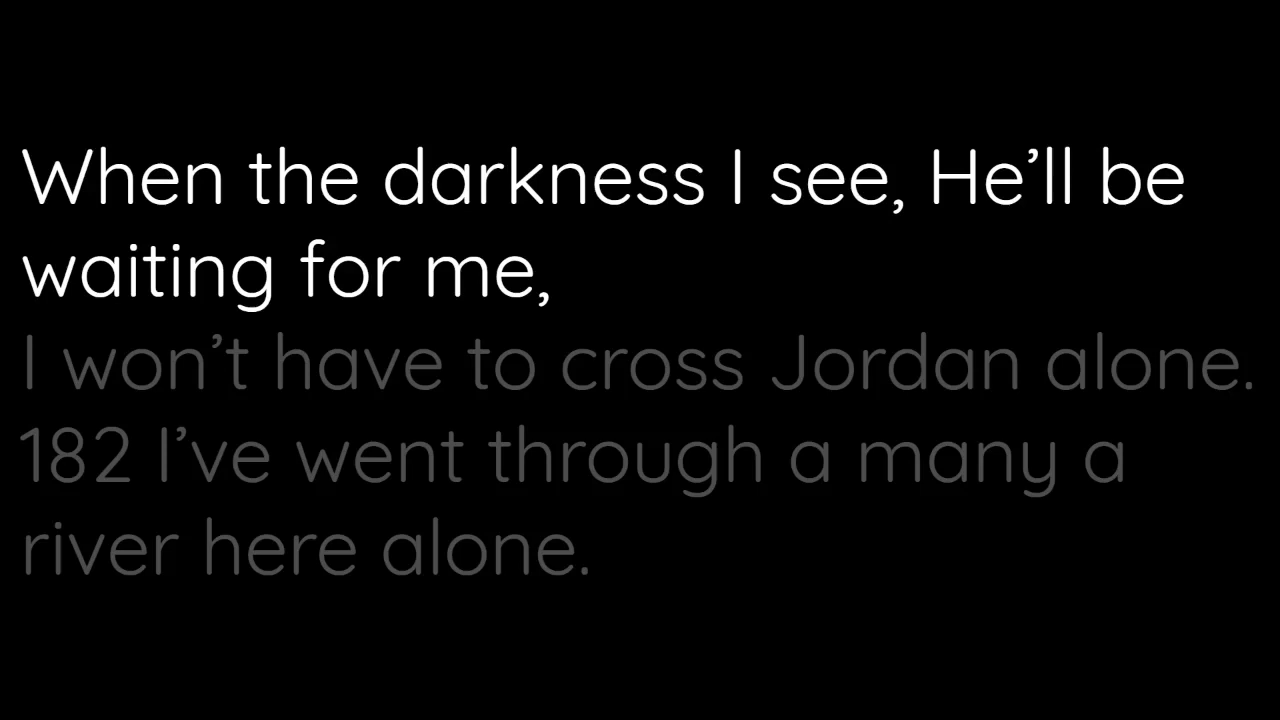 When the darkness I see, He’ll be
waiting for me,
I won’t have to cross Jordan alone.
182 I’ve went through a many a
river here alone.